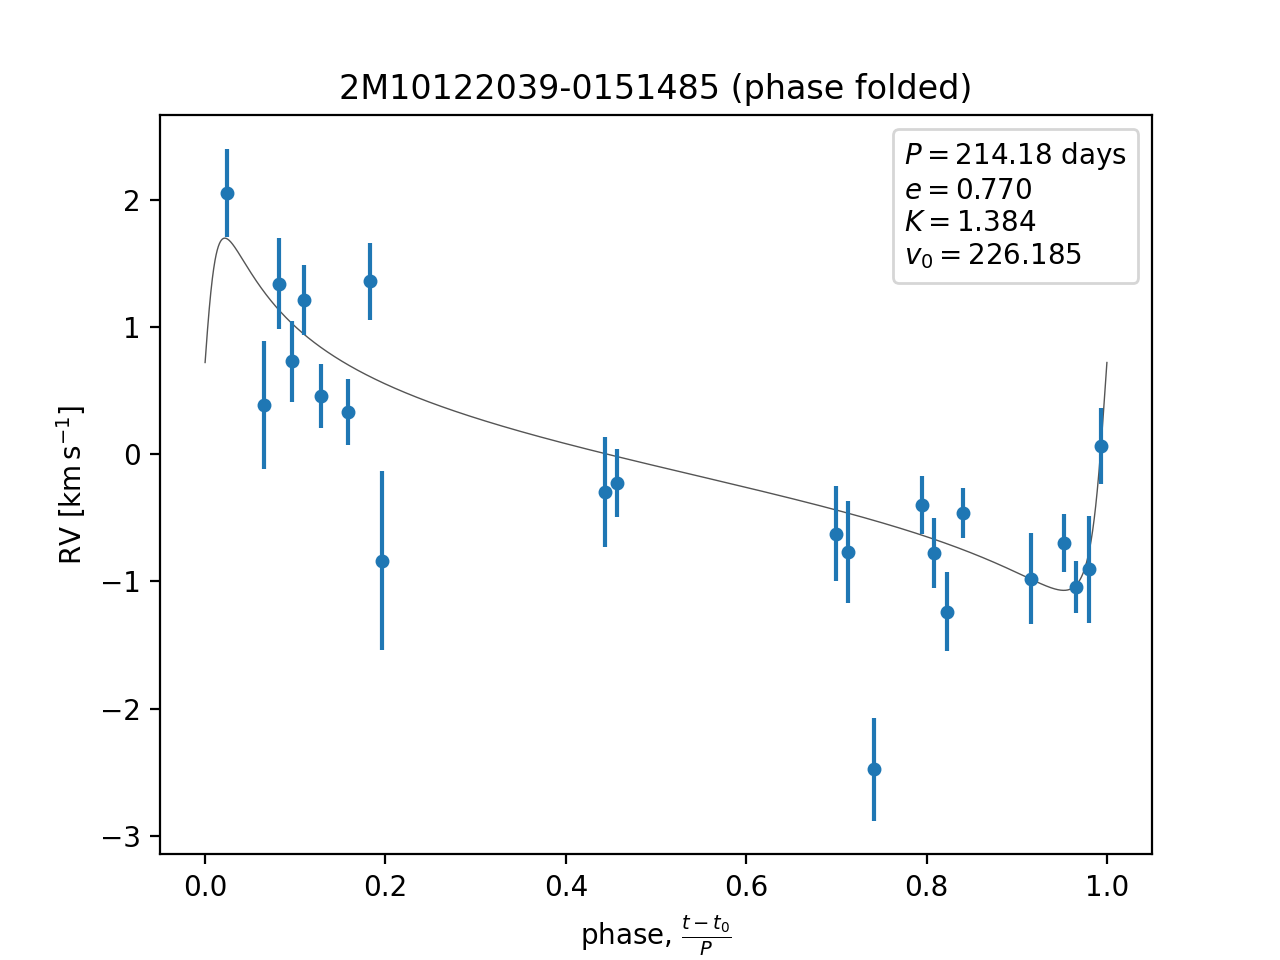 2M10122039-0151485 (phase folded)
P = 214.18 days
e = 0.770
K = 1.384
v₀ = 226.185
RV [km s⁻¹]
2
1
0
−1
−2
−3
0.0 0.2 0.4 0.6 0.8 1.0
phase, (t − t₀)/P